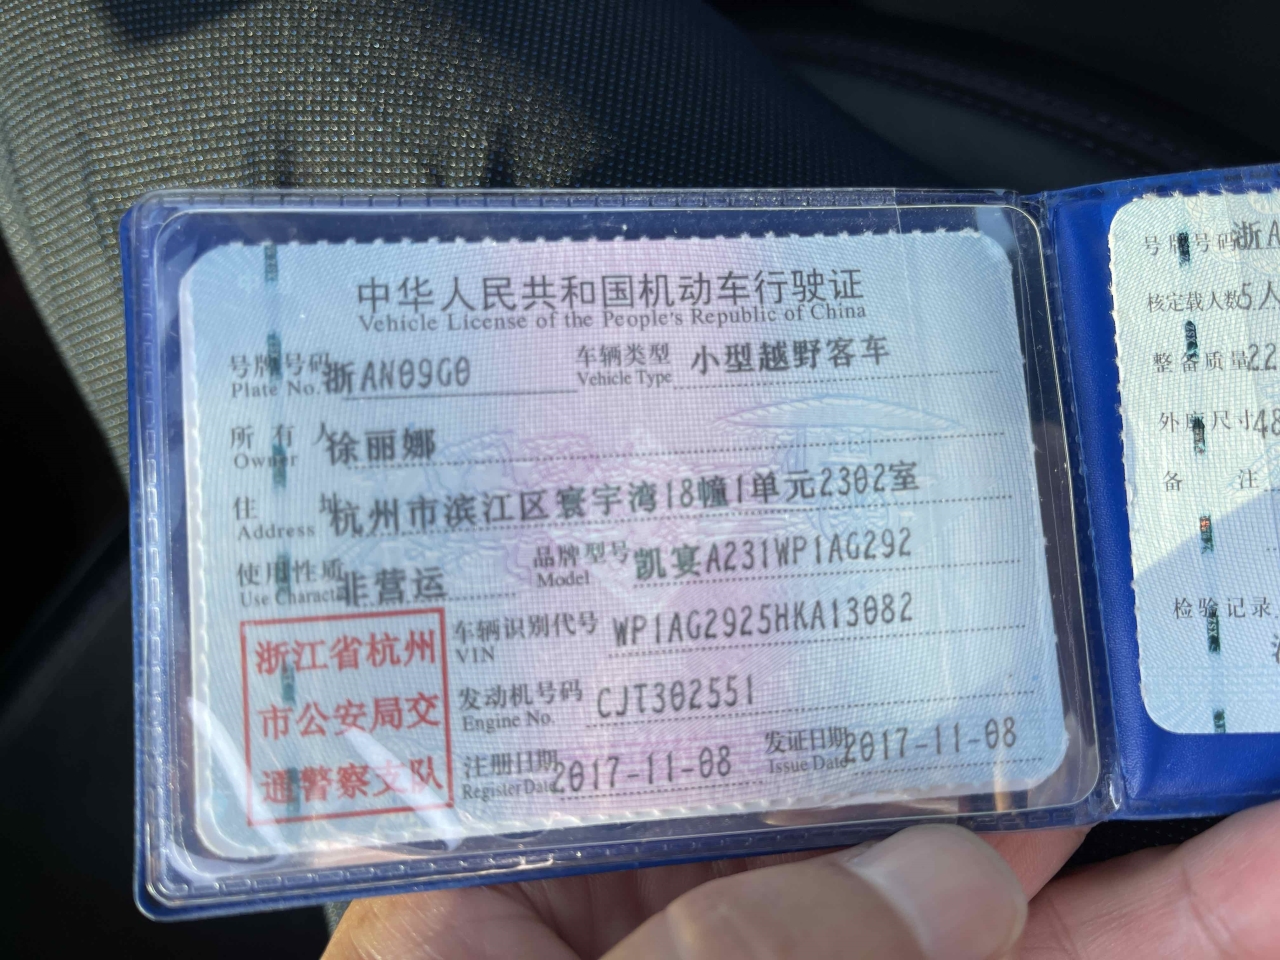 中华人民共和国机动车行驶证
Vehicle License of the People's Republic of China
号牌号码 浙AN09G0 车辆类型 小型越野客车
Plate No. Vehicle Type
所有人 徐丽娜
Owner
住址 杭州市滨江区寰宇湾18幢1单元2302室
Address
使用性质 非营运 品牌型号 凯宴A231WP1AG292
Use Character Model
车辆识别代号 WP1AG2925HKA13082
VIN
发动机号码 CJT302551
Engine No.
注册日期 2017-11-08 发证日期 2017-11-08
Register Date Issue Date
浙江省杭州
市公安局交
通警察支队
号牌号码 浙A
核定载人数 5人
整备质量 22
外廓尺寸 48
备注
检验记录